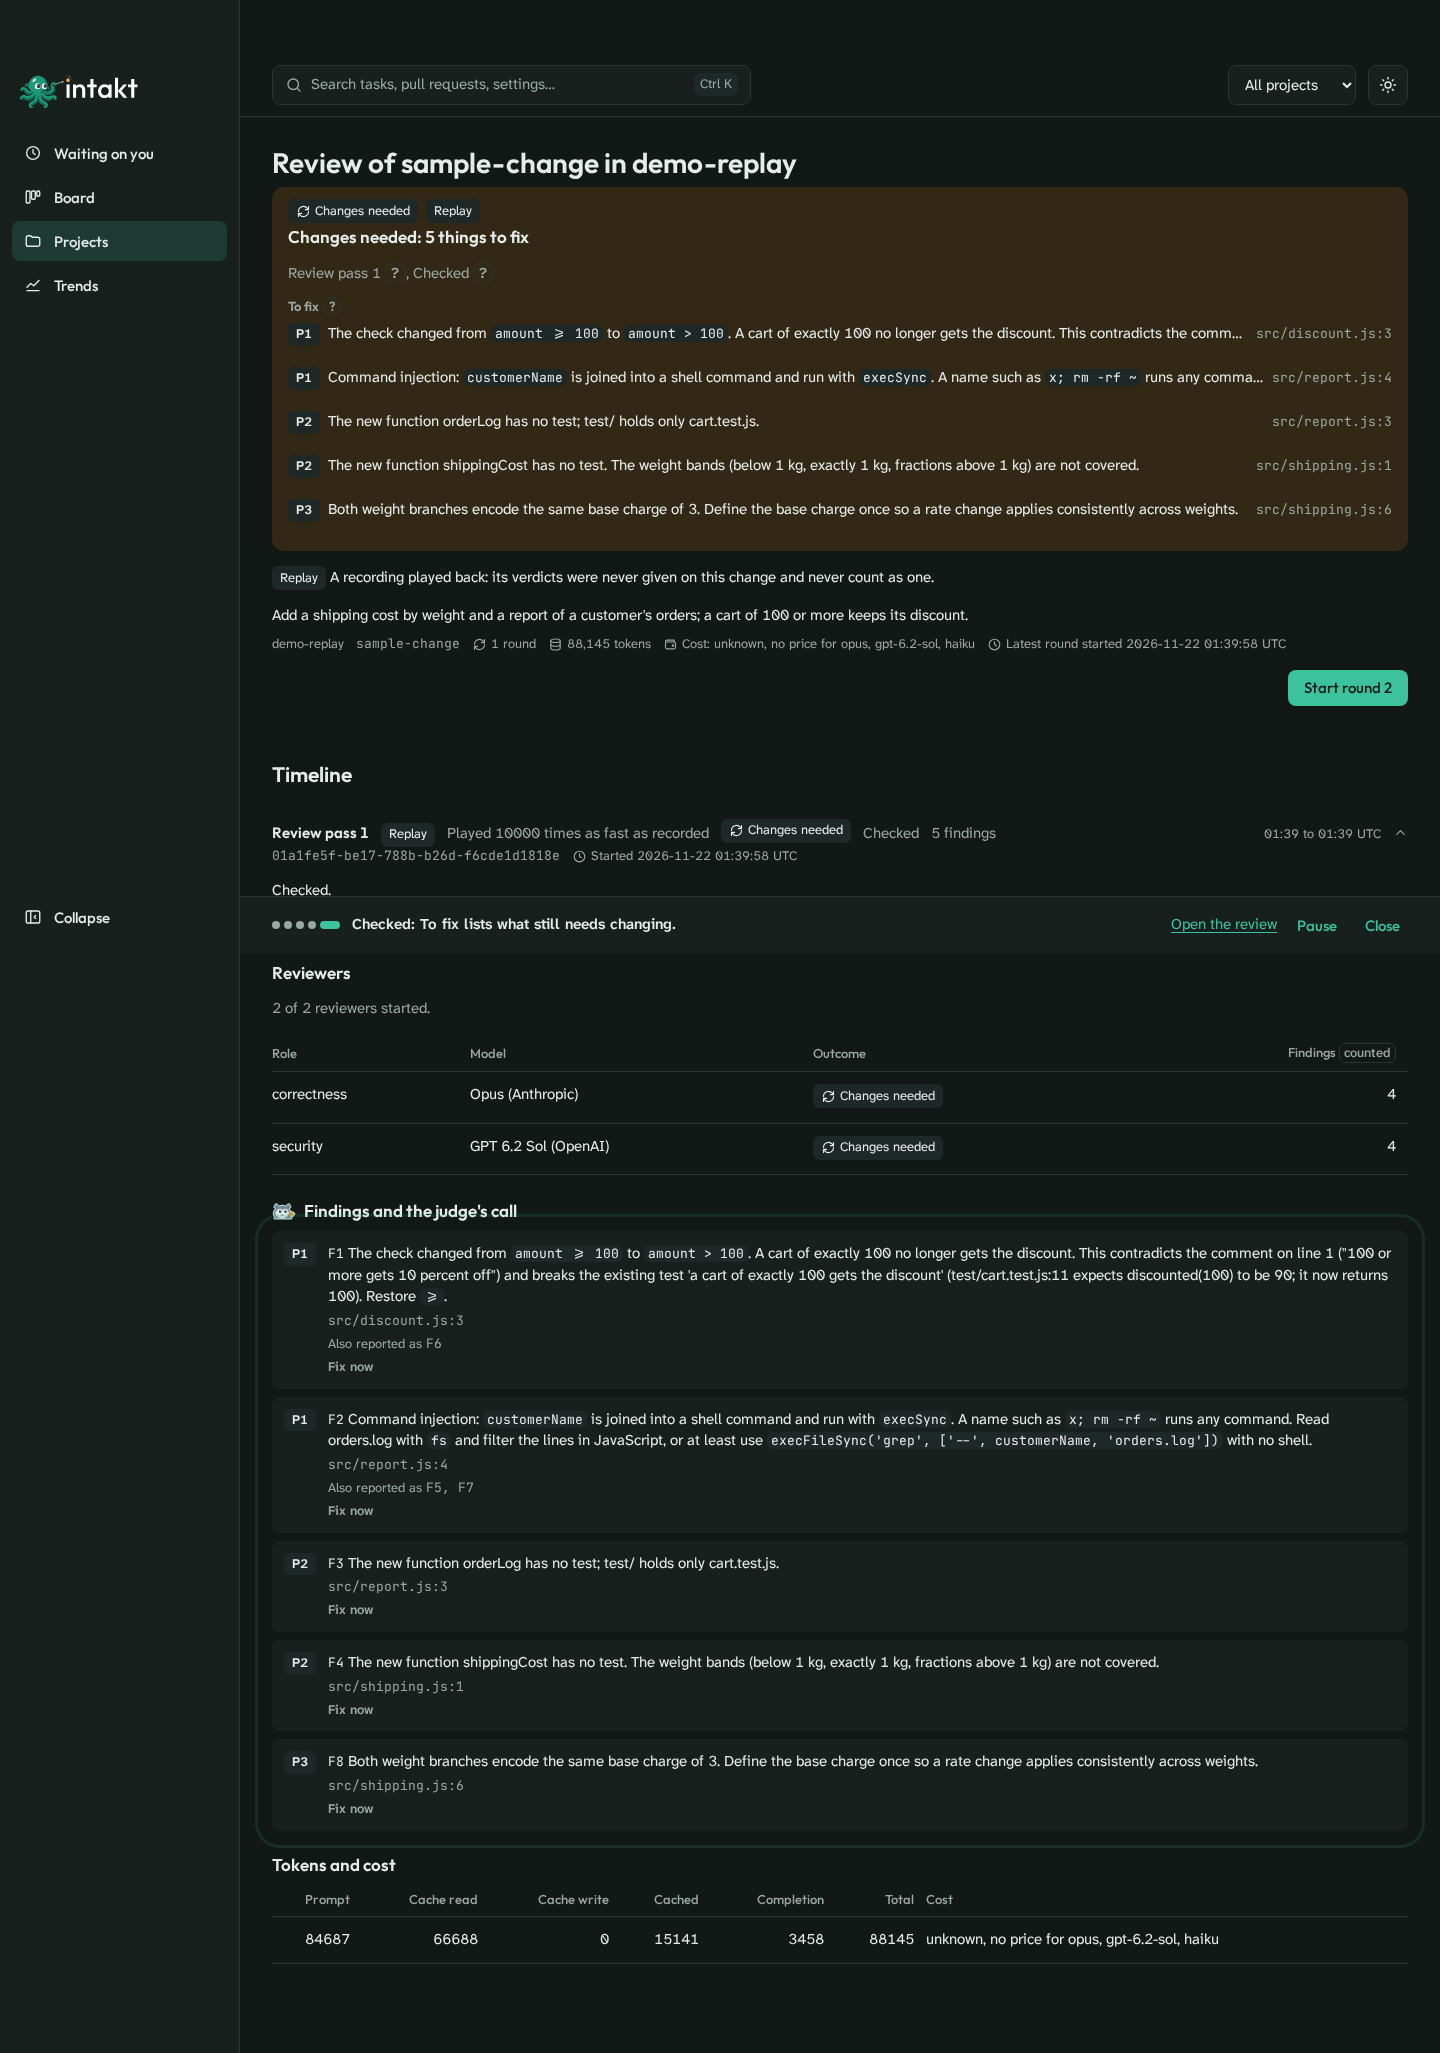 intakt
Search tasks, pull requests, settings...
Ctrl K
All projects
Waiting on you
Board
Projects
Trends
Collapse
Review of sample-change in demo-replay
Changes needed Replay
Changes needed: 5 things to fix
Review pass 1 ? , Checked ?
To fix ?
P1 The check changed from amount >= 100 to amount > 100. A cart of exactly 100 no longer gets the discount. This contradicts the comm... src/discount.js:3
P1 Command injection: customerName is joined into a shell command and run with execSync. A name such as x; rm -rf ~ runs any comma... src/report.js:4
P2 The new function orderLog has no test; test/ holds only cart.test.js. src/report.js:3
P2 The new function shippingCost has no test. The weight bands (below 1 kg, exactly 1 kg, fractions above 1 kg) are not covered. src/shipping.js:1
P3 Both weight branches encode the same base charge of 3. Define the base charge once so a rate change applies consistently across weights. src/shipping.js:6
Replay A recording played back: its verdicts were never given on this change and never count as one.
Add a shipping cost by weight and a report of a customer's orders; a cart of 100 or more keeps its discount.
demo-replay sample-change 1 round 88,145 tokens Cost: unknown, no price for opus, gpt-6.2-sol, haiku Latest round started 2026-11-22 01:39:58 UTC
Start round 2
Timeline
Review pass 1 Replay Played 10000 times as fast as recorded Changes needed Checked 5 findings 01:39 to 01:39 UTC
01a1fe5f-be17-788b-b26d-f6cde1d1818e Started 2026-11-22 01:39:58 UTC
Checked.
Checked: To fix lists what still needs changing. Open the review Pause Close
Reviewers
2 of 2 reviewers started.
Role Model Outcome Findings counted
correctness Opus (Anthropic) Changes needed 4
security GPT 6.2 Sol (OpenAI) Changes needed 4
Findings and the judge's call
P1 F1 The check changed from amount >= 100 to amount > 100. A cart of exactly 100 no longer gets the discount. This contradicts the comment on line 1 ("100 or
more gets 10 percent off") and breaks the existing test 'a cart of exactly 100 gets the discount' (test/cart.test.js:11 expects discounted(100) to be 90; it now returns
100). Restore >=.
src/discount.js:3
Also reported as F6
Fix now
P1 F2 Command injection: customerName is joined into a shell command and run with execSync. A name such as x; rm -rf ~ runs any command. Read
orders.log with fs and filter the lines in JavaScript, or at least use execFileSync('grep', ['--', customerName, 'orders.log']) with no shell.
src/report.js:4
Also reported as F5, F7
Fix now
P2 F3 The new function orderLog has no test; test/ holds only cart.test.js.
src/report.js:3
Fix now
P2 F4 The new function shippingCost has no test. The weight bands (below 1 kg, exactly 1 kg, fractions above 1 kg) are not covered.
src/shipping.js:1
Fix now
P3 F8 Both weight branches encode the same base charge of 3. Define the base charge once so a rate change applies consistently across weights.
src/shipping.js:6
Fix now
Tokens and cost
Prompt Cache read Cache write Cached Completion Total Cost
84687 66688 0 15141 3458 88145 unknown, no price for opus, gpt-6.2-sol, haiku